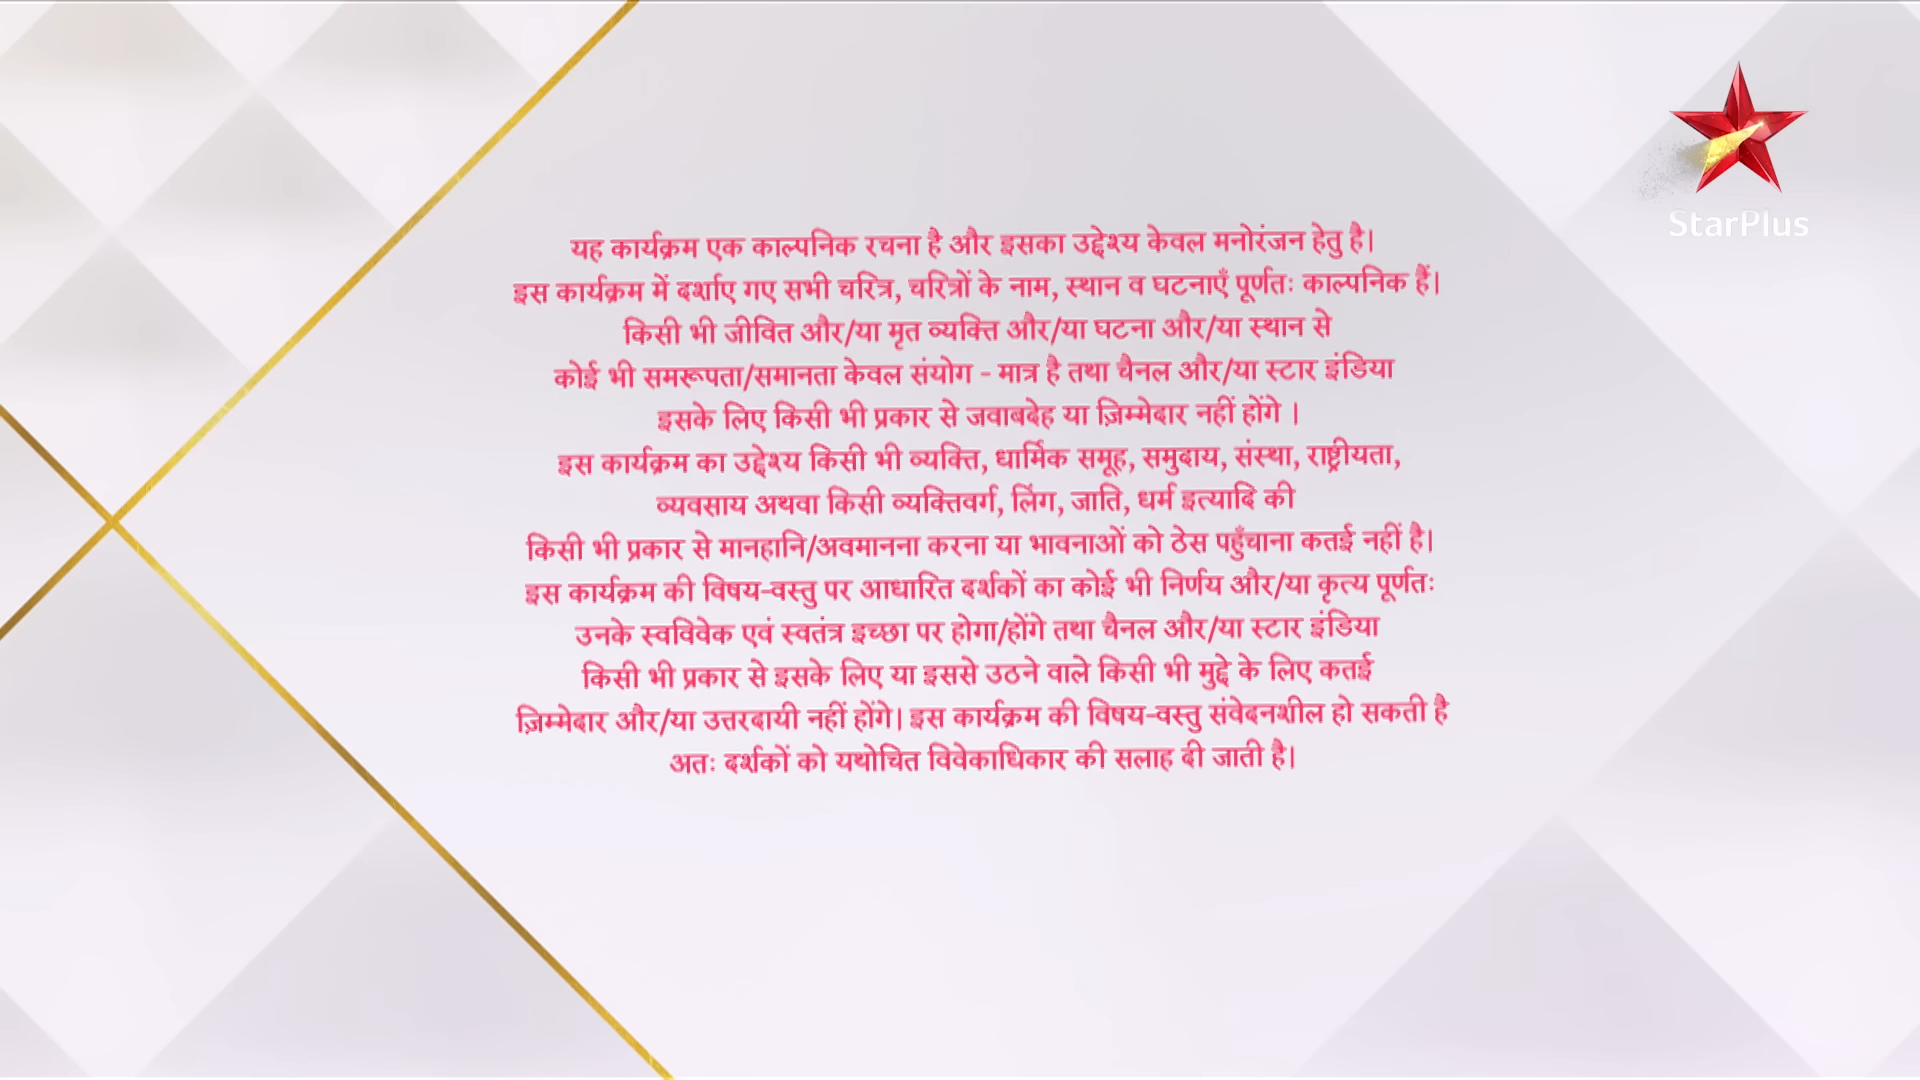 StarPlus
यह कार्यक्रम एक काल्पनिक रचना है और इसका उद्देश्य केवल मनोरंजन हेतु है।
इस कार्यक्रम में दर्शाए गए सभी चरित्र, चरित्रों के नाम, स्थान व घटनाएँ पूर्णतः काल्पनिक हैं।
किसी भी जीवित और/या मृत व्यक्ति और/या घटना और/या स्थान से
कोई भी समरूपता/समानता केवल संयोग - मात्र है तथा चैनल और/या स्टार इंडिया
इसके लिए किसी भी प्रकार से जवाबदेह या ज़िम्मेदार नहीं होंगे ।
इस कार्यक्रम का उद्देश्य किसी भी व्यक्ति, धार्मिक समूह, समुदाय, संस्था, राष्ट्रीयता,
व्यवसाय अथवा किसी व्यक्तिवर्ग, लिंग, जाति, धर्म इत्यादि की
किसी भी प्रकार से मानहानि/अवमानना करना या भावनाओं को ठेस पहुँचाना कतई नहीं है।
इस कार्यक्रम की विषय-वस्तु पर आधारित दर्शकों का कोई भी निर्णय और/या कृत्य पूर्णतः
उनके स्वविवेक एवं स्वतंत्र इच्छा पर होगा/होंगे तथा चैनल और/या स्टार इंडिया
किसी भी प्रकार से इसके लिए या इससे उठने वाले किसी भी मुद्दे के लिए कतई
ज़िम्मेदार और/या उत्तरदायी नहीं होंगे। इस कार्यक्रम की विषय-वस्तु संवेदनशील हो सकती है
अतः दर्शकों को यथोचित विवेकाधिकार की सलाह दी जाती है।